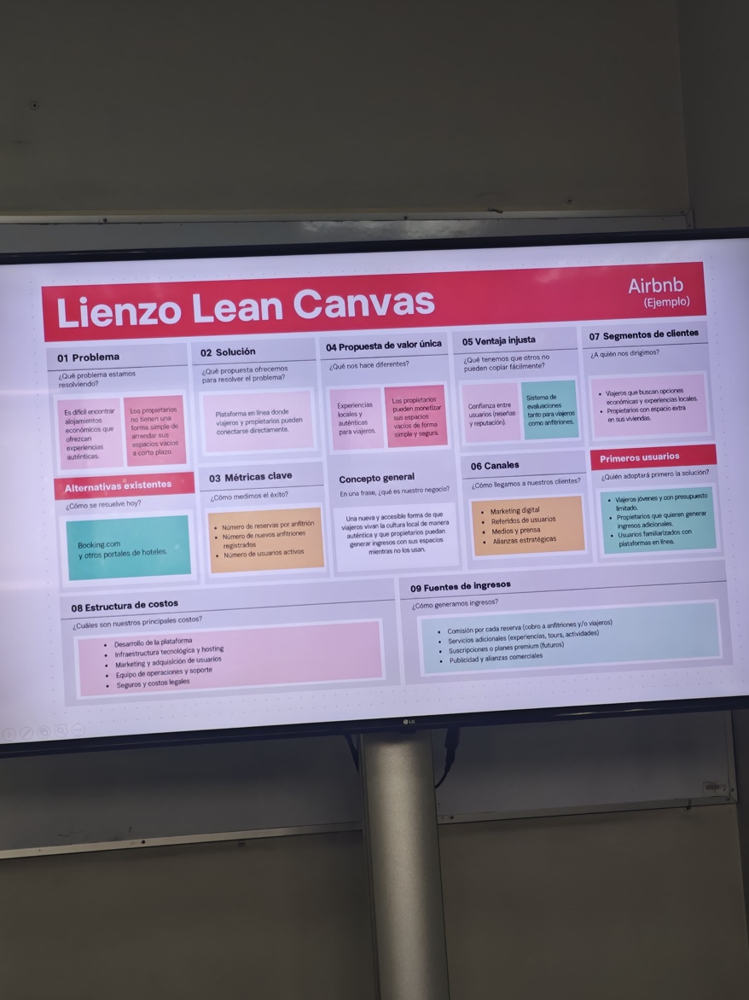 Lienzo Lean Canvas
Airbnb
(Ejemplo)
01 Problema
¿Qué problema estamos
resolviendo?
Es difícil encontrar
alojamientos
económicos que
ofrezcan
experiencias
auténticas.
Los propietarios
no tienen una
forma simple de
arrendar sus
espacios vacíos
a corto plazo.
Alternativas existentes
¿Cómo se resuelve hoy?
Booking.com
y otros portales de hoteles.
02 Solución
¿Qué propuesta ofrecemos
para resolver el problema?
Plataforma en línea donde
viajeros y propietarios pueden
conectarse directamente.
03 Métricas clave
¿Cómo medimos el éxito?
• Número de reservas por anfitrión
• Número de nuevos anfitriones
registrados
• Número de usuarios activos
04 Propuesta de valor única
¿Qué nos hace diferentes?
Experiencias
locales y
auténticas
para viajeros.
Los propietarios
pueden monetizar
sus espacios
vacíos de forma
simple y segura.
Concepto general
En una frase, ¿qué es nuestro negocio?
Una nueva y accesible forma de que
viajeros vivan la cultura local de manera
auténtica y que propietarios puedan
generar ingresos con sus espacios
mientras no los usan.
05 Ventaja injusta
¿Qué tenemos que otros no
pueden copiar fácilmente?
Confianza entre
usuarios (reseñas
y reputación).
Sistema de
evaluaciones
tanto para viajeros
como anfitriones.
06 Canales
¿Cómo llegamos a nuestros clientes?
• Marketing digital
• Referidos de usuarios
• Medios y prensa
• Alianzas estratégicas
07 Segmentos de clientes
¿A quién nos dirigimos?
• Viajeros que buscan opciones
económicas y experiencias locales.
• Propietarios con espacio extra
en sus viviendas.
Primeros usuarios
¿Quién adoptará primero la solución?
• Viajeros jóvenes y con presupuesto
limitado.
• Propietarios que quieren generar
ingresos adicionales.
• Usuarios familiarizados con
plataformas en línea.
08 Estructura de costos
¿Cuáles son nuestros principales costos?
• Desarrollo de la plataforma
• Infraestructura tecnológica y hosting
• Marketing y adquisición de usuarios
• Equipo de operaciones y soporte
• Seguros y costos legales
09 Fuentes de ingresos
¿Cómo generamos ingresos?
• Comisión por cada reserva (cobro a anfitriones y/o viajeros)
• Servicios adicionales (experiencias, tours, actividades)
• Suscripciones o planes premium (futuros)
• Publicidad y alianzas comerciales
LG